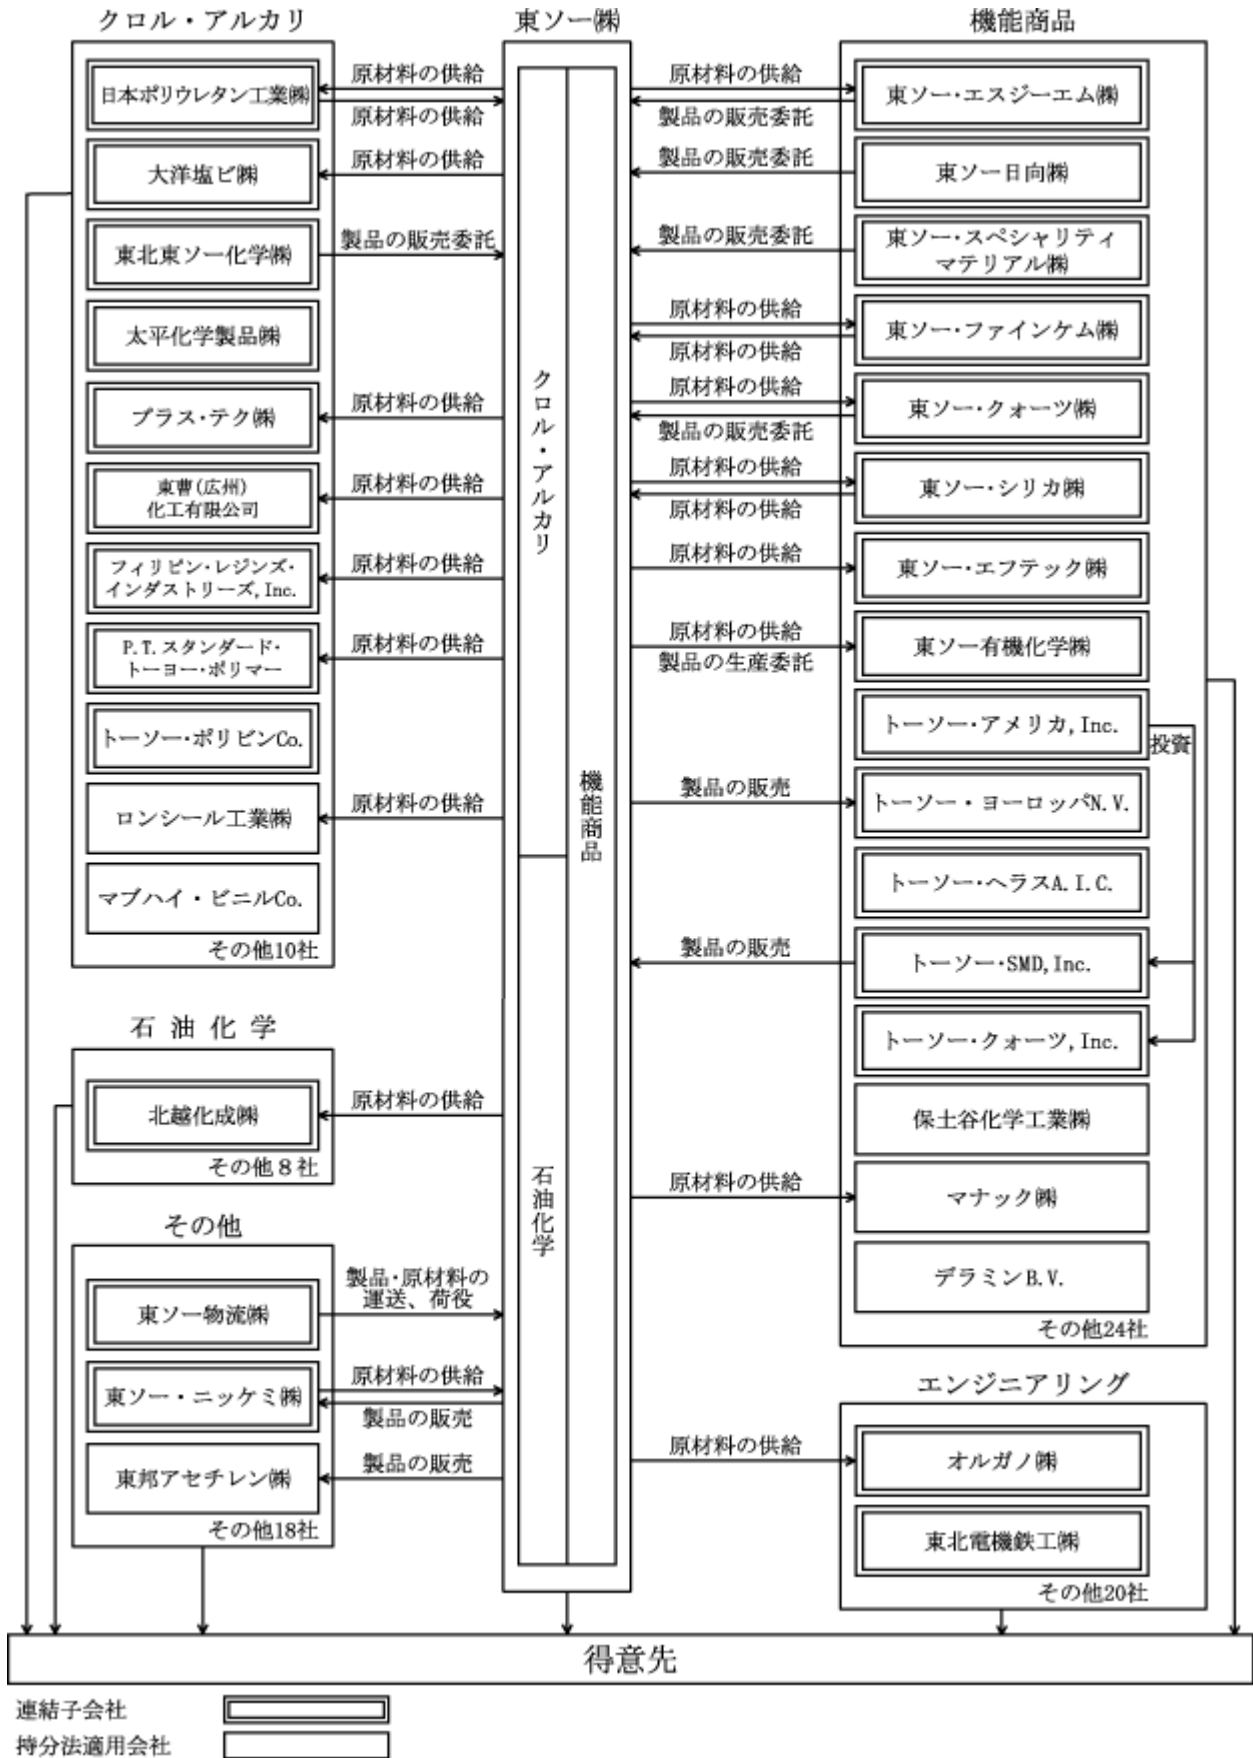 クロル・アルカリ
東ソー㈱
機能商品
日本ポリウレタン工業㈱
原材料の供給
原材料の供給
大洋塩ビ㈱
原材料の供給
東北東ソー化学㈱
製品の販売委託
太平化学製品㈱
プラス・テク㈱
原材料の供給
東曹(広州)
化工有限公司
原材料の供給
フィリピン・レジンズ・
インダストリーズ,Inc.
原材料の供給
P.T.スタンダード・
トーヨー・ポリマー
原材料の供給
トーソー・ポリビンCo.
ロンシール工業㈱
原材料の供給
マブハイ・ビニルCo.
その他10社
石油化学
北越化成㈱
原材料の供給
その他8社
その他
東ソー物流㈱
製品・原材料の
運送、荷役
東ソー・ニッケミ㈱
原材料の供給
製品の販売
東邦アセチレン㈱
製品の販売
その他18社
クロル・アルカリ
機能商品
石油化学
原材料の供給
製品の販売委託
東ソー・エスジーエム㈱
製品の販売委託
東ソー日向㈱
製品の販売委託
東ソー・スペシャリティ
マテリアル㈱
原材料の供給
原材料の供給
東ソー・ファインケム㈱
原材料の供給
製品の販売委託
東ソー・クォーツ㈱
原材料の供給
原材料の供給
東ソー・シリカ㈱
原材料の供給
東ソー・エフテック㈱
原材料の供給
製品の生産委託
東ソー有機化学㈱
トーソー・アメリカ,Inc.
投資
製品の販売
トーソー・ヨーロッパN.V.
トーソー・ヘラスA.I.C.
製品の販売
トーソー・SMD,Inc.
トーソー・クォーツ,Inc.
保土谷化学工業㈱
原材料の供給
マナック㈱
デラミンB.V.
その他24社
エンジニアリング
原材料の供給
オルガノ㈱
東北電機鉄工㈱
その他20社
得意先
連結子会社
持分法適用会社